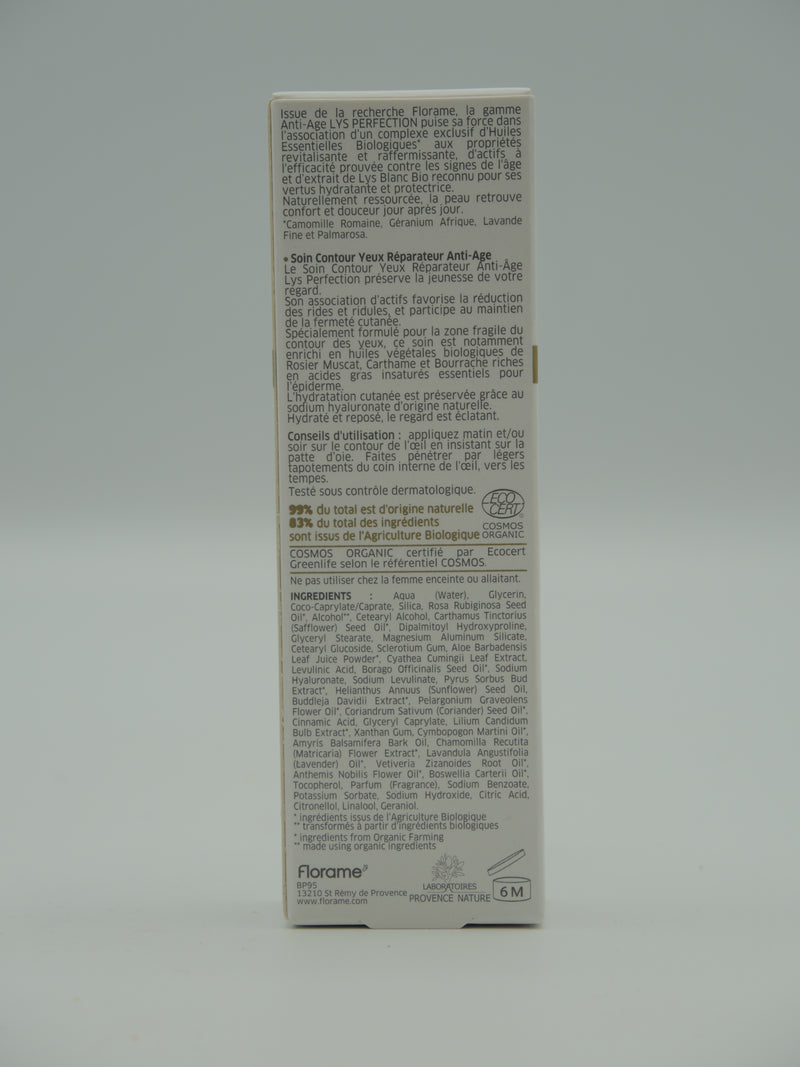 Issue de la recherche Florame, la gamme
Anti-Age LYS PERFECTION puise sa force dans
l'association d'un complexe exclusif d'Huiles
Essentielles Biologiques* aux propriétés
revitalisante et raffermissante, d'actifs à
l'efficacité prouvée contre les signes de l'âge
et d'extrait de Lys Blanc Bio reconnu pour ses
vertus hydratante et protectrice.
Naturellement ressourcée, la peau retrouve
confort et douceur jour après jour.
*Camomille Romaine, Géranium Afrique, Lavande
Fine et Palmarosa.
• Soin Contour Yeux Réparateur Anti-Age
Le Soin Contour Yeux Réparateur Anti-Âge
Lys Perfection préserve la jeunesse de votre
regard.
Son association d'actifs favorise la réduction
des rides et ridules, et participe au maintien
de la fermeté cutanée.
Spécialement formulé pour la zone fragile du
contour des yeux, ce soin est notamment
enrichi en huiles végétales biologiques de
Rosier Muscat, Carthame et Bourrache riches
en acides gras insaturés essentiels pour
l'épiderme.
L'hydratation cutanée est préservée grâce au
sodium hyaluronate d'origine naturelle.
Hydraté et reposé, le regard est éclatant.
Conseils d'utilisation : appliquez matin et/ou
soir sur le contour de l'œil en insistant sur la
patte d'oie. Faites pénétrer par légers
tapotements du coin interne de l'œil, vers les
tempes.
Testé sous contrôle dermatologique.
99% du total est d'origine naturelle
83% du total des ingrédients
sont issus de l'Agriculture Biologique
ECO
CERT®
COSMOS
ORGANIC
COSMOS ORGANIC certifié par Ecocert
Greenlife selon le référentiel COSMOS.
Ne pas utiliser chez la femme enceinte ou allaitant.
INGREDIENTS : Aqua (Water), Glycerin,
Coco-Caprylate/Caprate, Silica, Rosa Rubiginosa Seed
Oil*, Alcohol**, Cetearyl Alcohol, Carthamus Tinctorius
(Safflower) Seed Oil*, Dipalmitoyl Hydroxyproline,
Glyceryl Stearate, Magnesium Aluminum Silicate,
Cetearyl Glucoside, Sclerotium Gum, Aloe Barbadensis
Leaf Juice Powder*, Cyathea Cumingii Leaf Extract,
Levulinic Acid, Borago Officinalis Seed Oil*, Sodium
Hyaluronate, Sodium Levulinate, Pyrus Sorbus Bud
Extract*, Helianthus Annuus (Sunflower) Seed Oil,
Buddleja Davidii Extract*, Pelargonium Graveolens
Flower Oil*, Coriandrum Sativum (Coriander) Seed Oil*,
Cinnamic Acid, Glyceryl Caprylate, Lilium Candidum
Bulb Extract*, Xanthan Gum, Cymbopogon Martini Oil*,
Amyris Balsamifera Bark Oil, Chamomilla Recutita
(Matricaria) Flower Extract*, Lavandula Angustifolia
(Lavender) Oil*, Vetiveria Zizanoides Root Oil*,
Anthemis Nobilis Flower Oil*, Boswellia Carterii Oil*,
Tocopherol, Parfum (Fragrance), Sodium Benzoate,
Potassium Sorbate, Sodium Hydroxide, Citric Acid,
Citronellol, Linalool, Geraniol.
* ingrédients issus de l'Agriculture Biologique
** transformés à partir d'ingrédients biologiques
* ingredients from Organic Farming
** made using organic ingredients
Florame
BP95
13210 St Rémy de Provence
www.florame.com
LABORATOIRES
PROVENCE NATURE
6 M